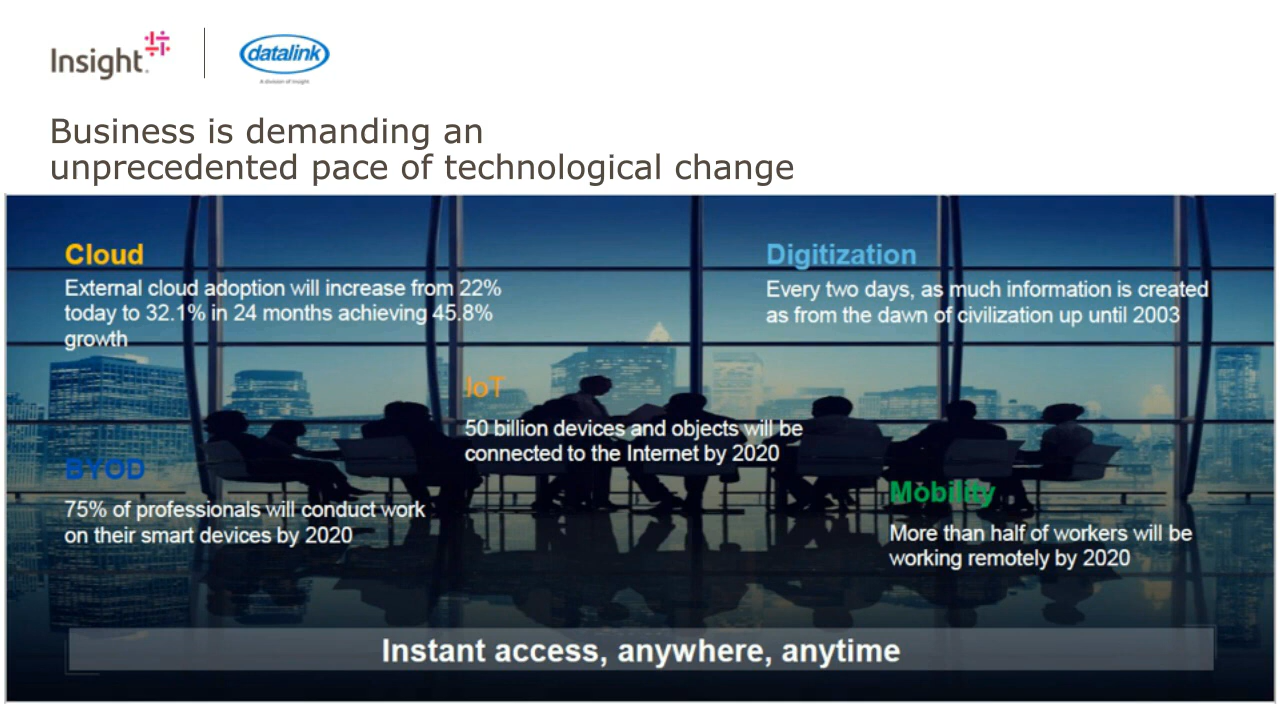 Insight.
datalink
A division of Insight
Business is demanding an
unprecedented pace of technological change
Cloud
External cloud adoption will increase from 22%
today to 32.1% in 24 months achieving 45.8%
growth
Digitization
Every two days, as much information is created
as from the dawn of civilization up until 2003
IoT
50 billion devices and objects will be
connected to the Internet by 2020
BYOD
75% of professionals will conduct work
on their smart devices by 2020
Mobility
More than half of workers will be
working remotely by 2020
Instant access, anywhere, anytime